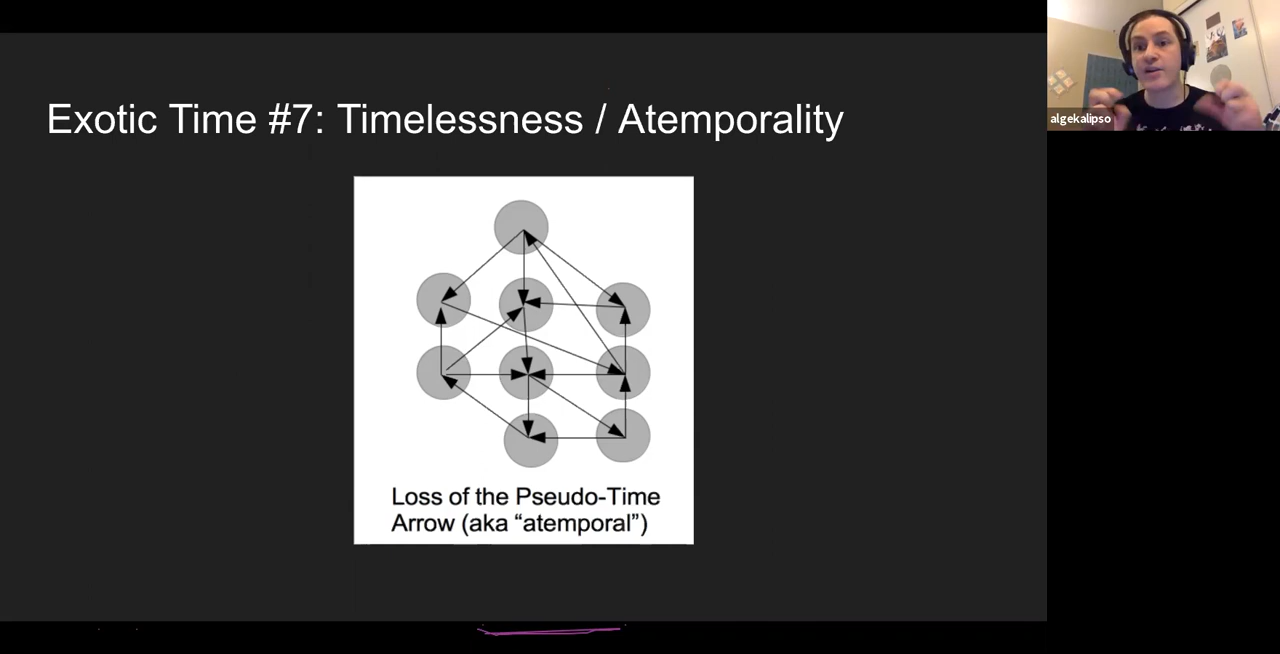 Exotic Time #7: Timelessness / Atemporality
algekalipso
Loss of the Pseudo-Time
Arrow (aka “atemporal”)